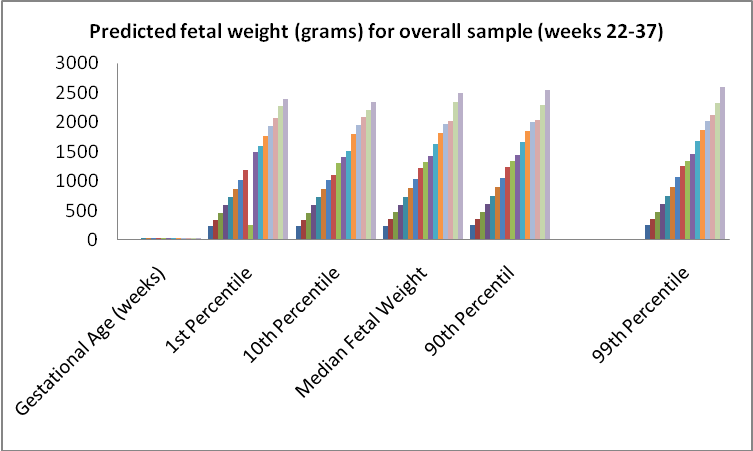 Predicted fetal weight (grams) for overall sample (weeks 22-37)
3000
2500
2000
1500
1000
500
0
Gestational Age (weeks)
1st Percentile
10th Percentile
Median Fetal Weight
90th Percentil
99th Percentile